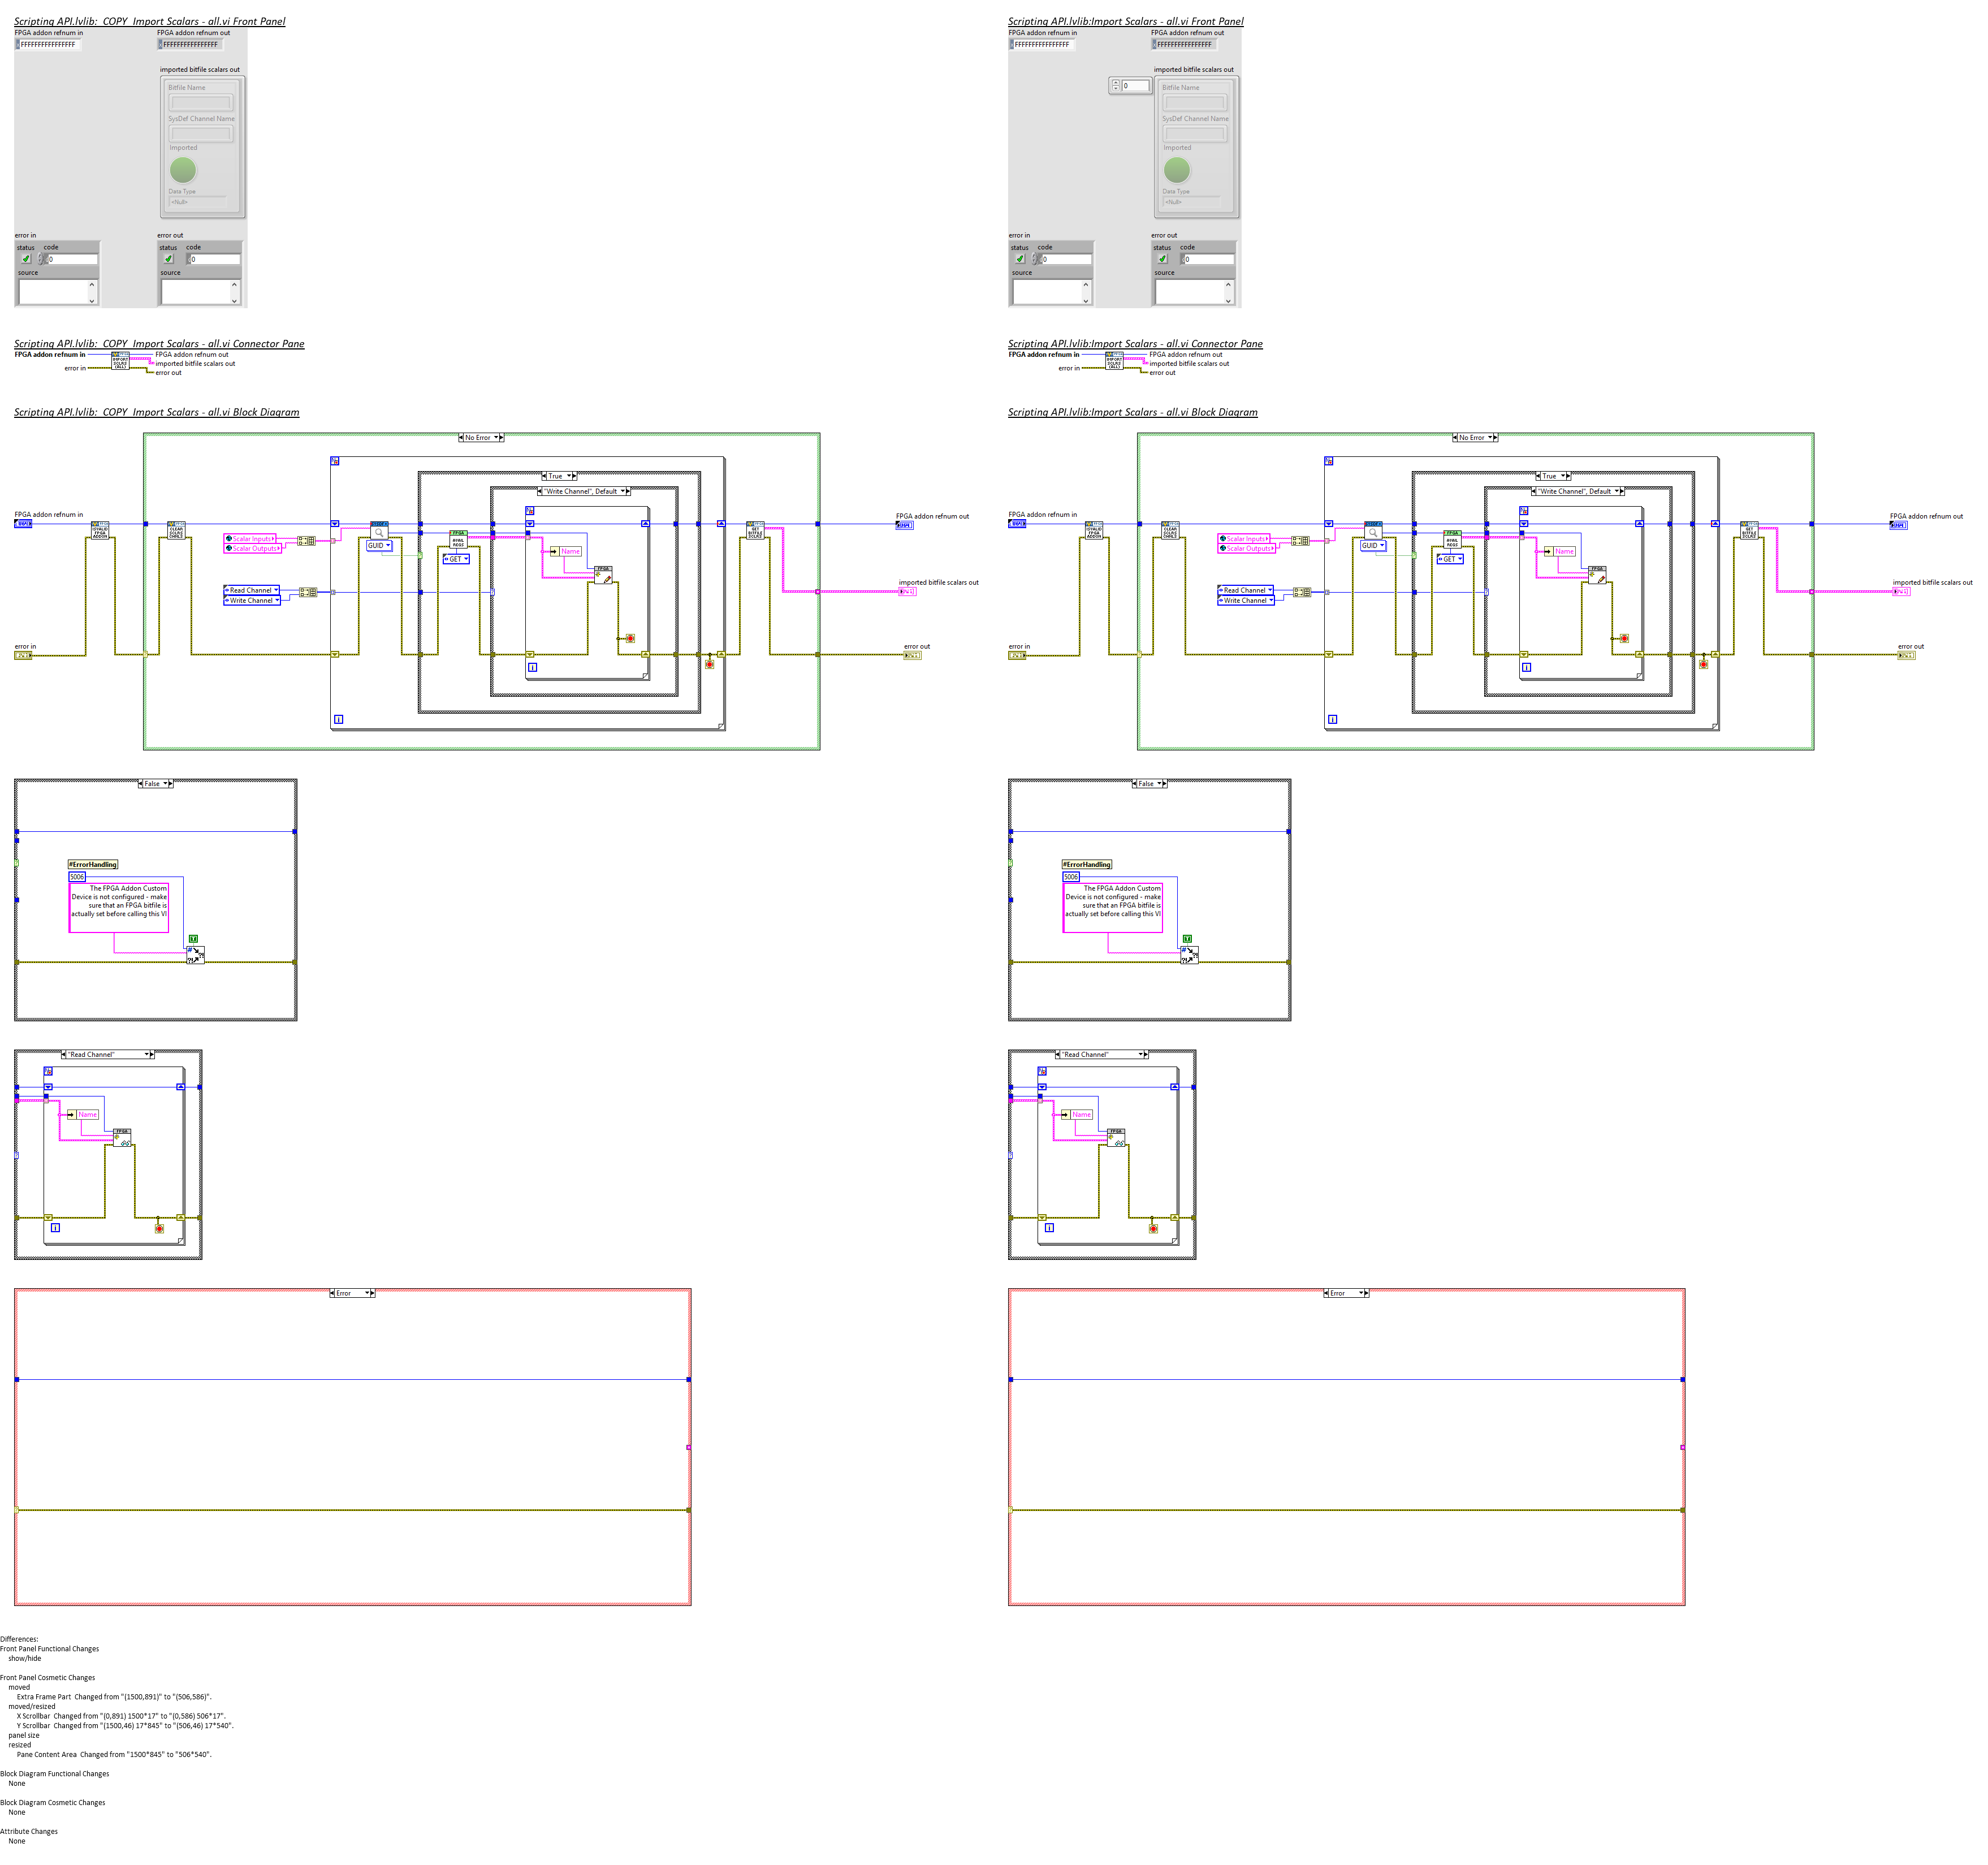 Scripting API.lvlib:  COPY  Import Scalars - all.vi Front Panel
FPGA addon refnum in
FPGA addon refnum out
FFFFFFFFFFFFFFFF
FFFFFFFFFFFFFFFF
imported bitfile scalars out
Bitfile Name
SysDef Channel Name
Imported
Data Type
<Null>
error in
error out
status code
status code
0
0
source
source
Scripting API.lvlib:Import Scalars - all.vi Front Panel
FPGA addon refnum in
FPGA addon refnum out
FFFFFFFFFFFFFFFF
FFFFFFFFFFFFFFFF
imported bitfile scalars out
0
Bitfile Name
SysDef Channel Name
Imported
Data Type
<Null>
error in
error out
status code
status code
0
0
source
source
Scripting API.lvlib:  COPY  Import Scalars - all.vi Connector Pane
FPGA addon refnum in
FPGA addon refnum out
imported bitfile scalars out
error in
error out
Scripting API.lvlib:Import Scalars - all.vi Connector Pane
FPGA addon refnum in
FPGA addon refnum out
imported bitfile scalars out
error in
error out
Scripting API.lvlib:  COPY  Import Scalars - all.vi Block Diagram
No Error
True
"Write Channel", Default
FPGA addon refnum in
FPGA addon refnum out
Scalar Inputs
Scalar Outputs
GUID
GET
Name
Read Channel
Write Channel
imported bitfile scalars out
error in
error out
i
i
False
#ErrorHandling
5006
The FPGA Addon Custom
Device is not configured - make
sure that an FPGA bitfile is
actually set before calling this VI
"Read Channel"
Name
i
Error
Scripting API.lvlib:Import Scalars - all.vi Block Diagram
No Error
True
"Write Channel", Default
FPGA addon refnum in
FPGA addon refnum out
Scalar Inputs
Scalar Outputs
GUID
GET
Name
Read Channel
Write Channel
imported bitfile scalars out
error in
error out
i
i
False
#ErrorHandling
5006
The FPGA Addon Custom
Device is not configured - make
sure that an FPGA bitfile is
actually set before calling this VI
"Read Channel"
Name
i
Error
Differences:
Front Panel Functional Changes
show/hide
Front Panel Cosmetic Changes
moved
Extra Frame Part  Changed from "(1500,891)" to "(506,586)".
moved/resized
X Scrollbar  Changed from "(0,891) 1500*17" to "(0,586) 506*17".
Y Scrollbar  Changed from "(1500,46) 17*845" to "(506,46) 17*540".
panel size
resized
Pane Content Area  Changed from "1500*845" to "506*540".
Block Diagram Functional Changes
None
Block Diagram Cosmetic Changes
None
Attribute Changes
None